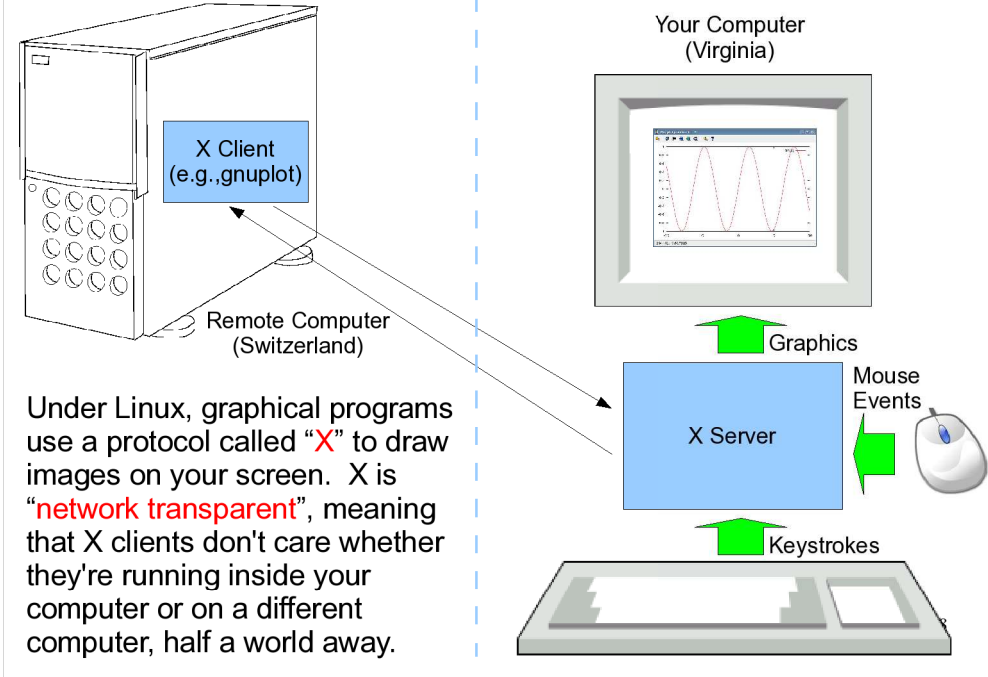 Your Computer
(Virginia)
X Client
(e.g.,gnuplot)
Remote Computer
(Switzerland)
Graphics
Mouse
Events
X Server
Keystrokes
Under Linux, graphical programs
use a protocol called “X” to draw
images on your screen.  X is
“network transparent”, meaning
that X clients don't care whether
they're running inside your
computer or on a different
computer, half a world away.